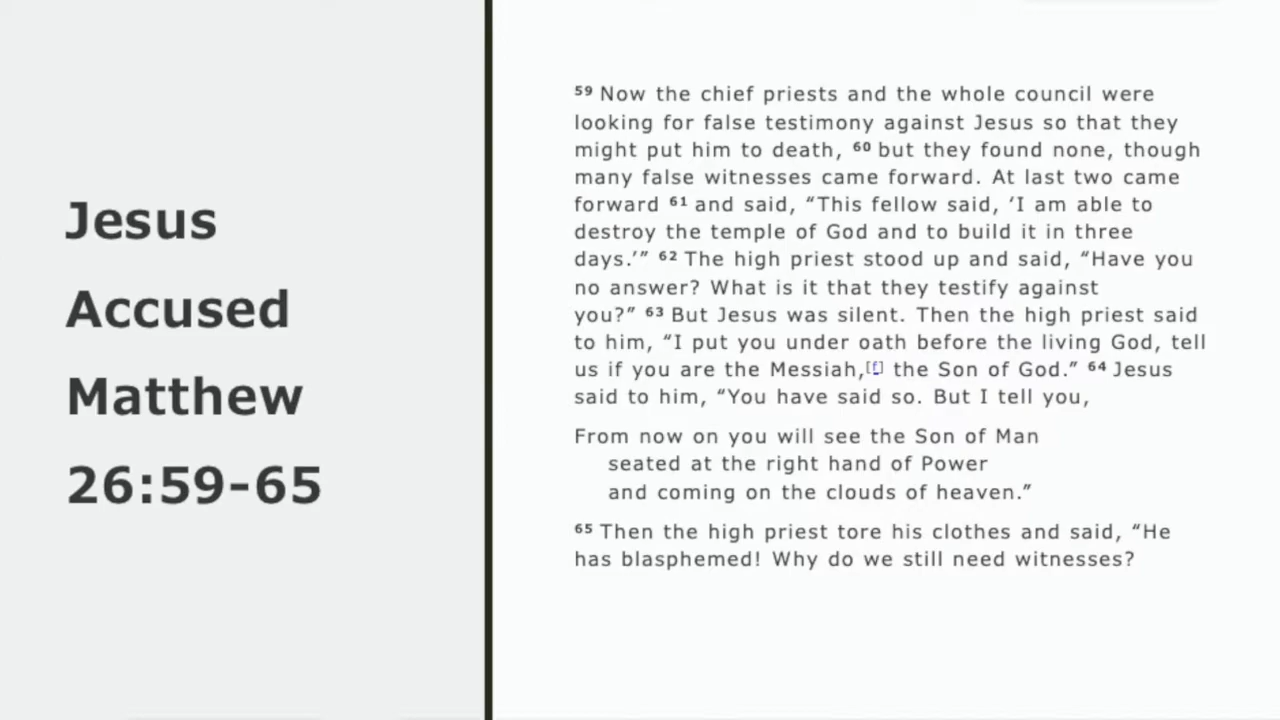 Jesus
Accused
Matthew
26:59-65
59 Now the chief priests and the whole council were
looking for false testimony against Jesus so that they
might put him to death, 60 but they found none, though
many false witnesses came forward. At last two came
forward 61 and said, “This fellow said, ‘I am able to
destroy the temple of God and to build it in three
days.’” 62 The high priest stood up and said, “Have you
no answer? What is it that they testify against
you?” 63 But Jesus was silent. Then the high priest said
to him, “I put you under oath before the living God, tell
us if you are the Messiah,[f] the Son of God.” 64 Jesus
said to him, “You have said so. But I tell you,
From now on you will see the Son of Man
seated at the right hand of Power
and coming on the clouds of heaven.”
65 Then the high priest tore his clothes and said, “He
has blasphemed! Why do we still need witnesses?